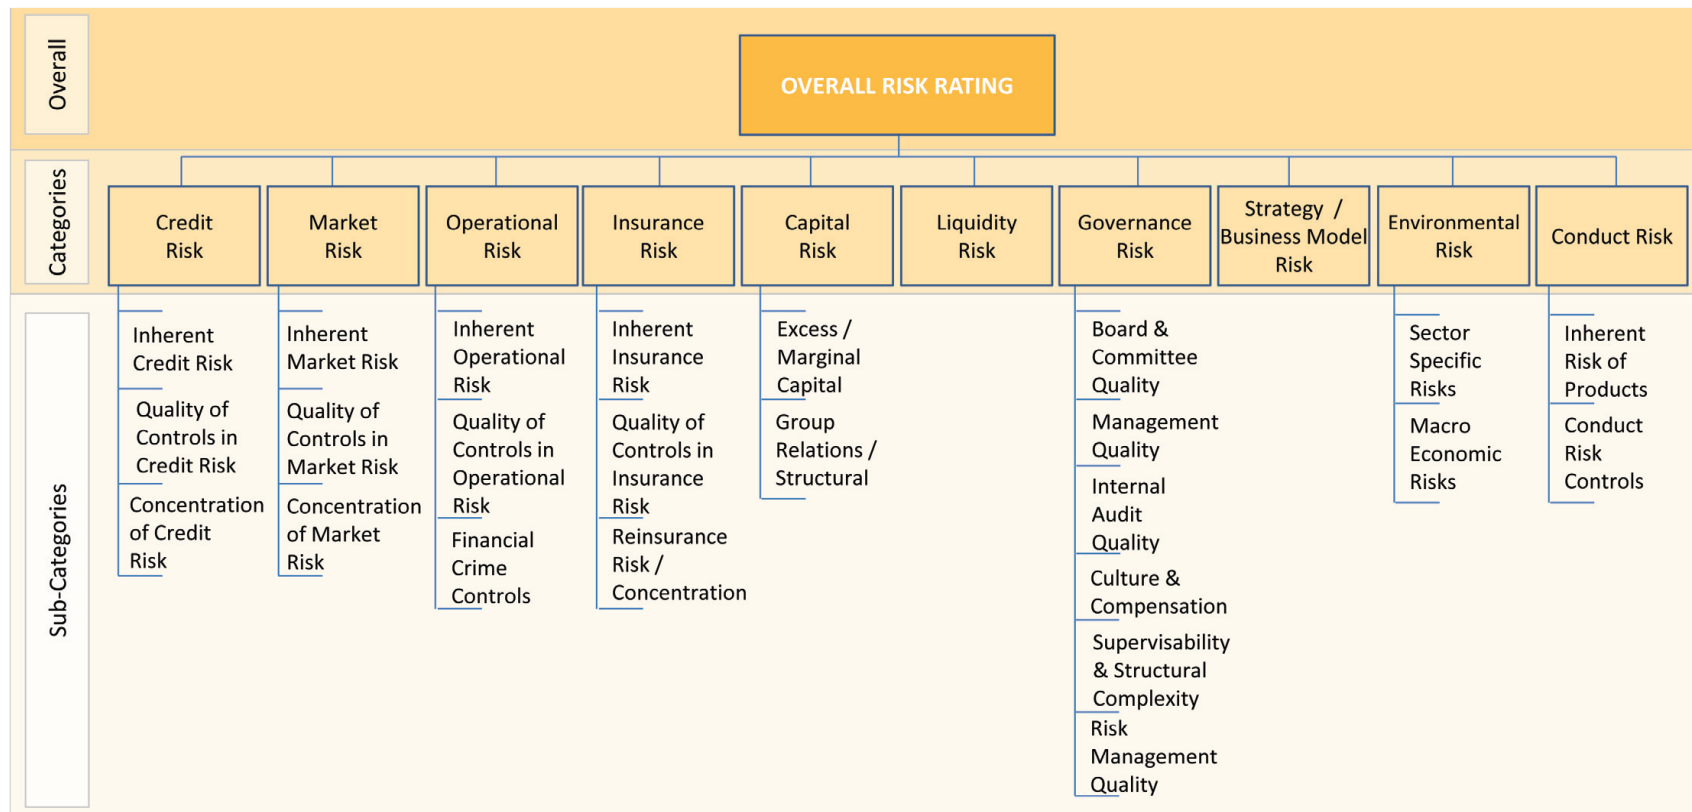 Overall
OVERALL RISK RATING
Categories
Credit
Risk
Market
Risk
Operational
Risk
Insurance
Risk
Capital
Risk
Liquidity
Risk
Governance
Risk
Strategy /
Business Model
Risk
Environmental
Risk
Conduct Risk
Sub-Categories
Inherent
Credit Risk
Quality of
Controls in
Credit Risk
Concentration
of Credit
Risk
Inherent
Market Risk
Quality of
Controls in
Market Risk
Concentration
of Market
Risk
Inherent
Operational
Risk
Quality of
Controls in
Operational
Risk
Financial
Crime
Controls
Inherent
Insurance
Risk
Quality of
Controls in
Insurance
Risk
Reinsurance
Risk /
Concentration
Excess /
Marginal
Capital
Group
Relations /
Structural
Board &
Committee
Quality
Management
Quality
Internal
Audit
Quality
Culture &
Compensation
Supervisability
& Structural
Complexity
Risk
Management
Quality
Sector
Specific
Risks
Macro
Economic
Risks
Inherent
Risk of
Products
Conduct
Risk
Controls